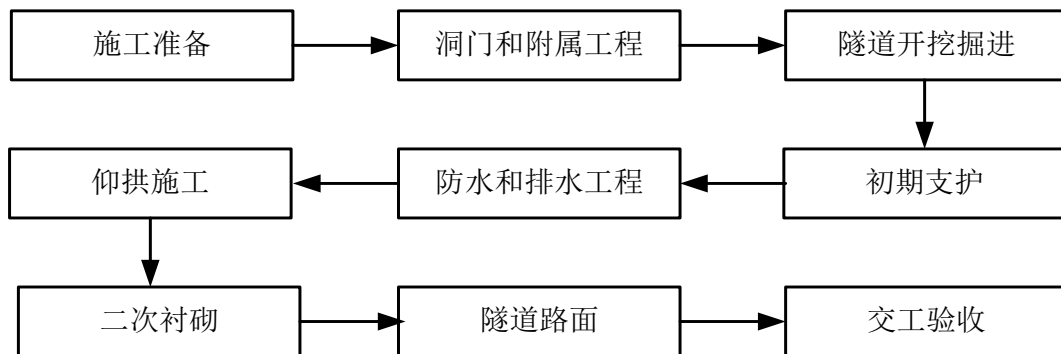 施工准备
洞门和附属工程
隧道开挖掘进
初期支护
防水和排水工程
仰拱施工
二次衬砌
隧道路面
交工验收